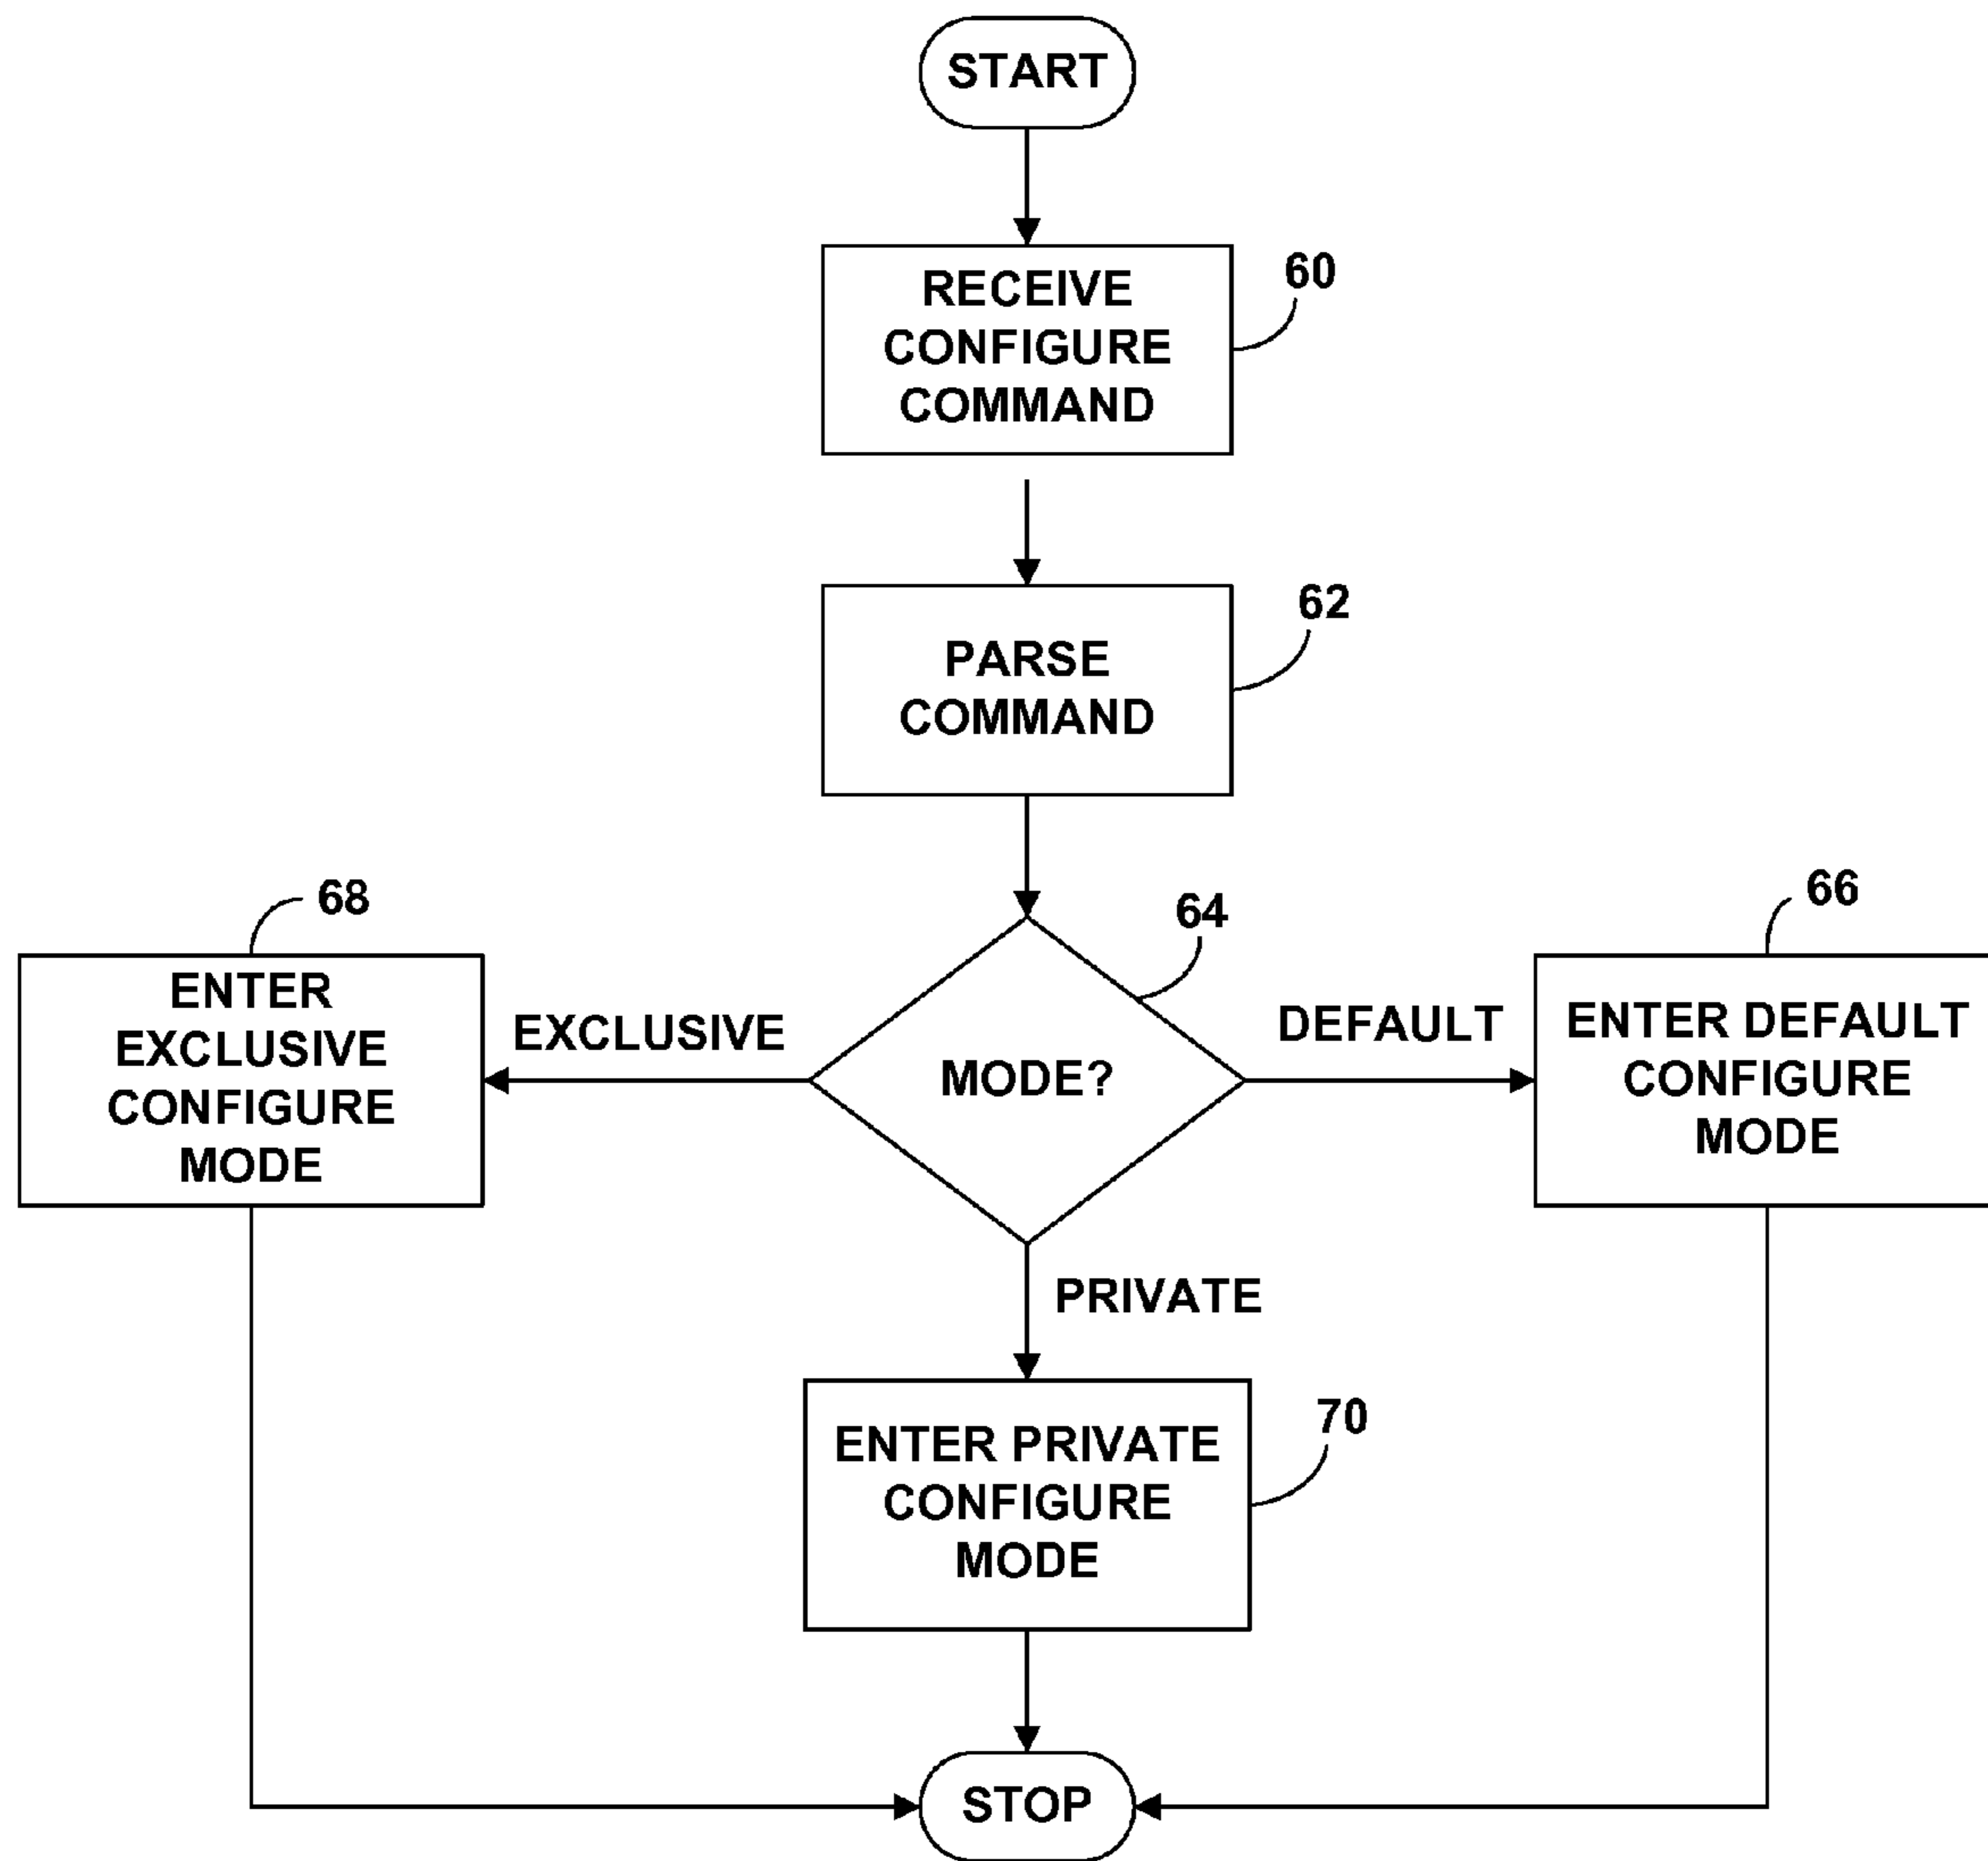 START
RECEIVE
CONFIGURE
COMMAND
60
PARSE
COMMAND
62
MODE?
64
EXCLUSIVE
DEFAULT
PRIVATE
ENTER
EXCLUSIVE
CONFIGURE
MODE
68
ENTER DEFAULT
CONFIGURE
MODE
66
ENTER PRIVATE
CONFIGURE
MODE
70
STOP